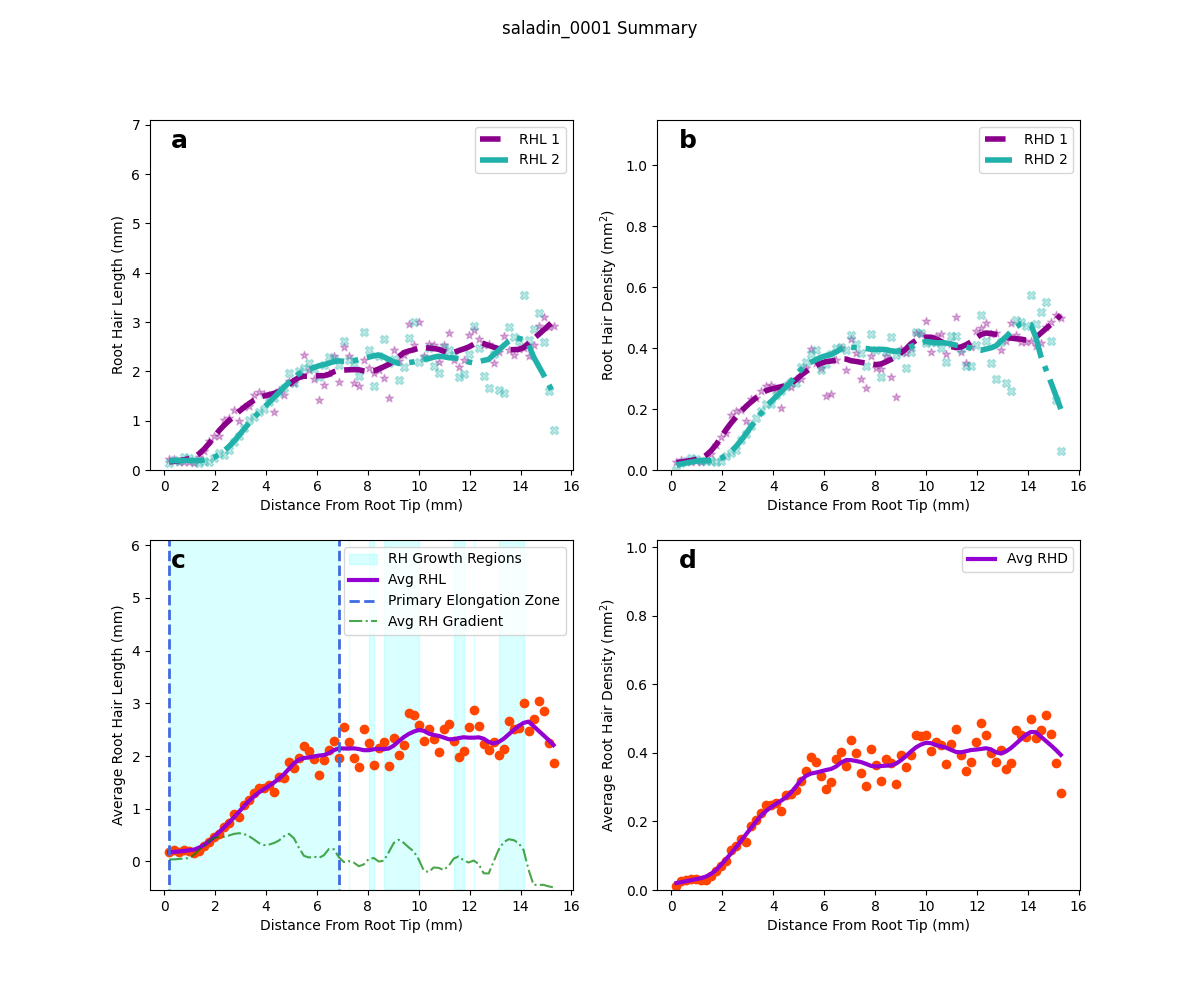 saladin_0001 Summary
a
RHL 1
RHL 2
7
6
5
4
3
2
1
0
Root Hair Length (mm)
0 2 4 6 8 10 12 14 16
Distance From Root Tip (mm)
b
RHD 1
RHD 2
1.0
0.8
0.6
0.4
0.2
0.0
Root Hair Density (mm²)
0 2 4 6 8 10 12 14 16
Distance From Root Tip (mm)
c
RH Growth Regions
Avg RHL
Primary Elongation Zone
Avg RH Gradient
6
5
4
3
2
1
0
Average Root Hair Length (mm)
0 2 4 6 8 10 12 14 16
Distance From Root Tip (mm)
d
Avg RHD
1.0
0.8
0.6
0.4
0.2
0.0
Average Root Hair Density (mm²)
0 2 4 6 8 10 12 14 16
Distance From Root Tip (mm)